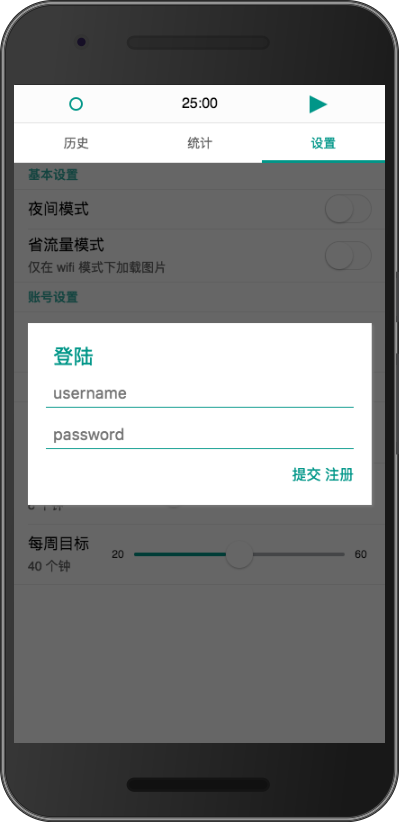 25:00
历史 统计 设置
基本设置
夜间模式
省流量模式
仅在 wifi 模式下加载图片
账号设置
登陆
username
password
提交 注册
每周目标
20 60
40 个钟